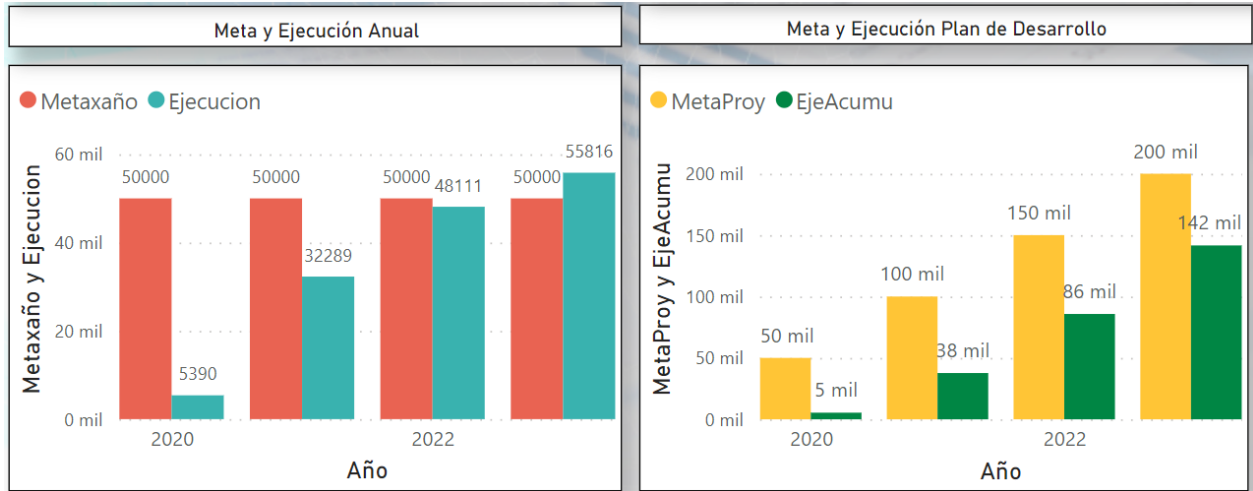 Meta y Ejecución Anual
Metaxaño Ejecucion
Metaxaño y Ejecucion
60 mil
40 mil
20 mil
0 mil
50000
5390
50000
32289
50000
48111
50000
55816
2020
2022
Año
Meta y Ejecución Plan de Desarrollo
MetaProy EjeAcumu
MetaProy y EjeAcumu
200 mil
150 mil
100 mil
50 mil
0 mil
50 mil
5 mil
100 mil
38 mil
150 mil
86 mil
200 mil
142 mil
2020
2022
Año